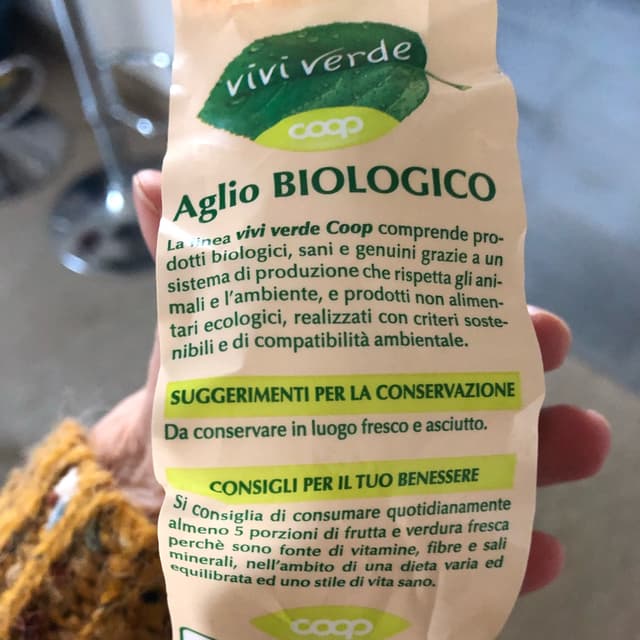 vivi verde
coop
Aglio BIOLOGICO
La linea vivi verde Coop comprende pro-
dotti biologici, sani e genuini grazie a un
sistema di produzione che rispetta gli ani-
mali e l'ambiente, e prodotti non alimen-
tari ecologici, realizzati con criteri soste-
nibili e di compatibilità ambientale.
SUGGERIMENTI PER LA CONSERVAZIONE
Da conservare in luogo fresco e asciutto.
CONSIGLI PER IL TUO BENESSERE
Si consiglia di consumare quotidianamente
almeno 5 porzioni di frutta e verdura fresca
perchè sono fonte di vitamine, fibre e sali
minerali, nell'ambito di una dieta varia ed
equilibrata ed uno stile di vita sano.
coop